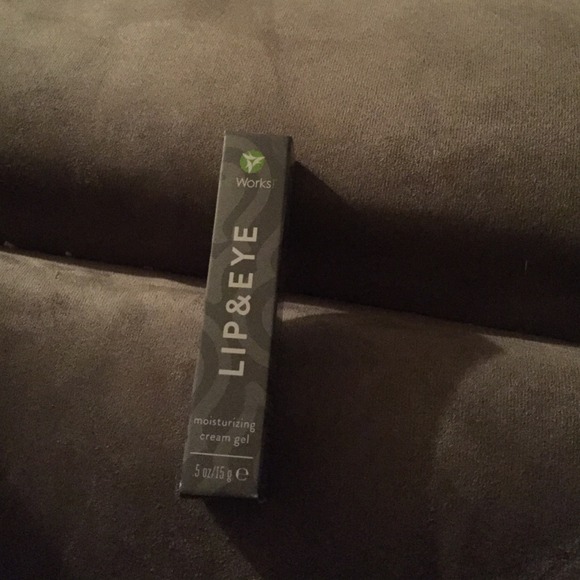 Works
LIP&EYE
moisturizing
cream gel
.5 oz/15 g ℮